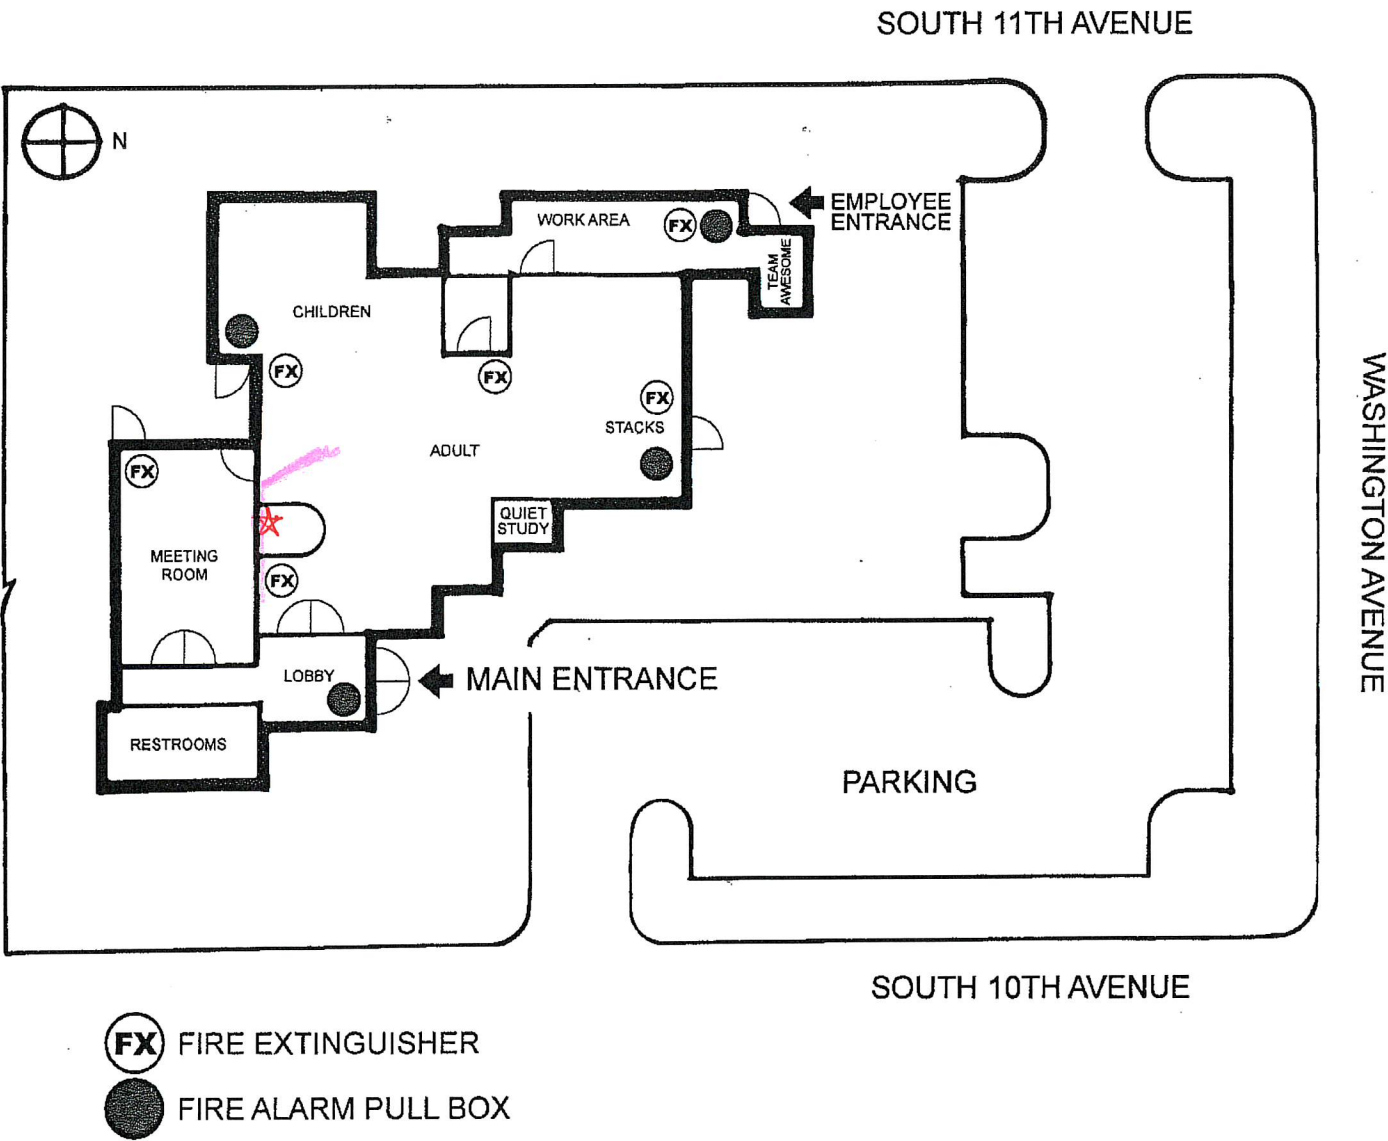 SOUTH 11TH AVENUE
N
EMPLOYEE
ENTRANCE
WORK AREA
FX
TEAM
AWESOME
CHILDREN
FX
FX
FX
STACKS
ADULT
FX
QUIET
STUDY
MEETING
ROOM
FX
LOBBY
MAIN ENTRANCE
RESTROOMS
PARKING
WASHINGTON AVENUE
SOUTH 10TH AVENUE
FX FIRE EXTINGUISHER
FIRE ALARM PULL BOX